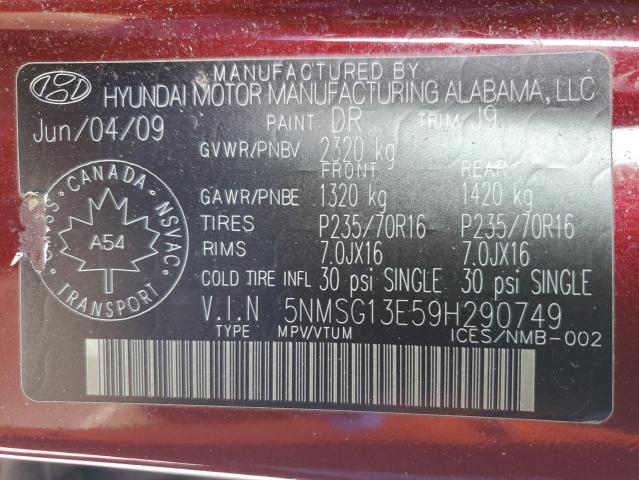 MANUFACTURED BY
HYUNDAI MOTOR MANUFACTURING ALABAMA, LLC
Jun/04/09 PAINT DR TRIM J9
GVWR/PNBV 2320 kg
FRONT REAR
GAWR/PNBE 1320 kg 1420 kg
TIRES P235/70R16 P235/70R16
RIMS 7.0JX16 7.0JX16
COLD TIRE INFL 30 psi SINGLE 30 psi SINGLE
V.I.N 5NMSG13E59H290749
TYPE MPV/VTUM ICES/NMB-002
CANADA
NSVAC
A54
TRANSPORT